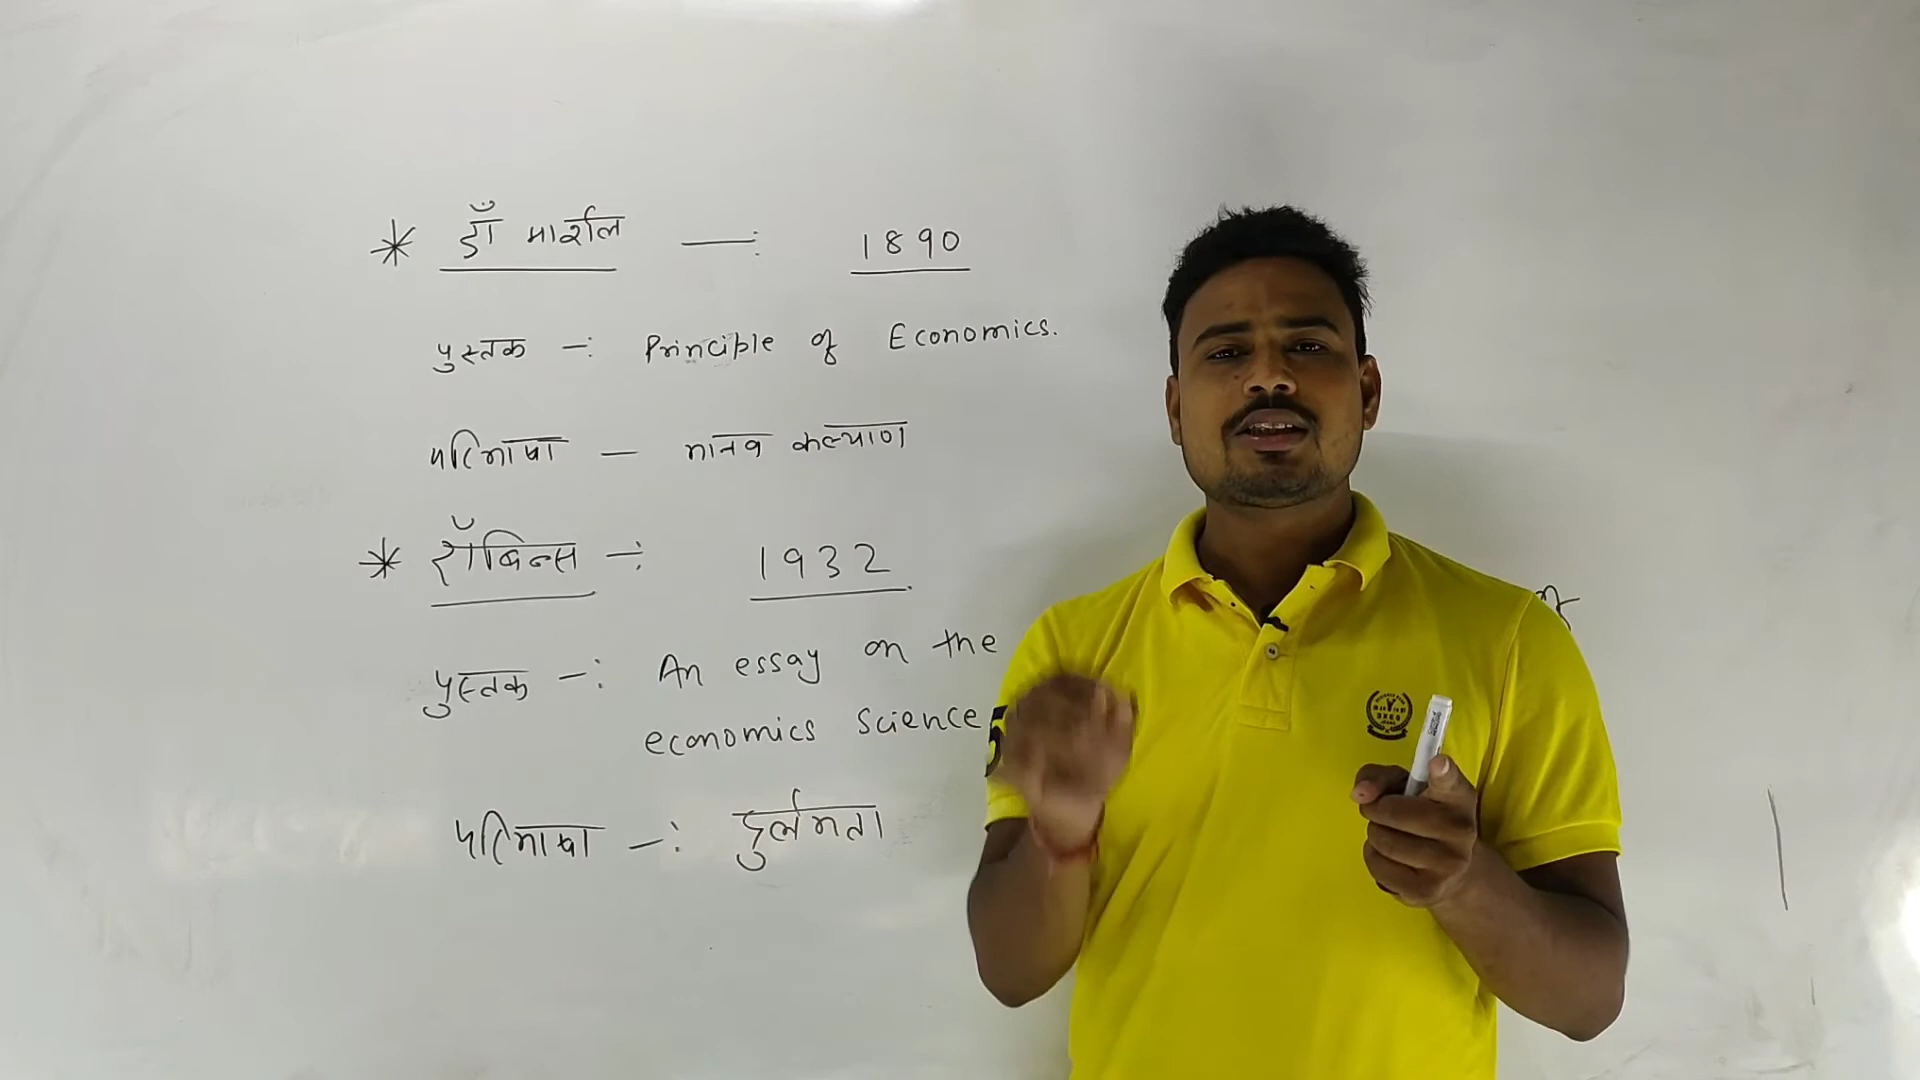 * डॉ मार्शल —: 1890
पुस्तक -: Principle of Economics.
परिभाषा — मानव कल्याण
* रॉबिन्स -: 1932
पुस्तक -: An essay on the of
economics science
परिभाषा -: दुर्लभता